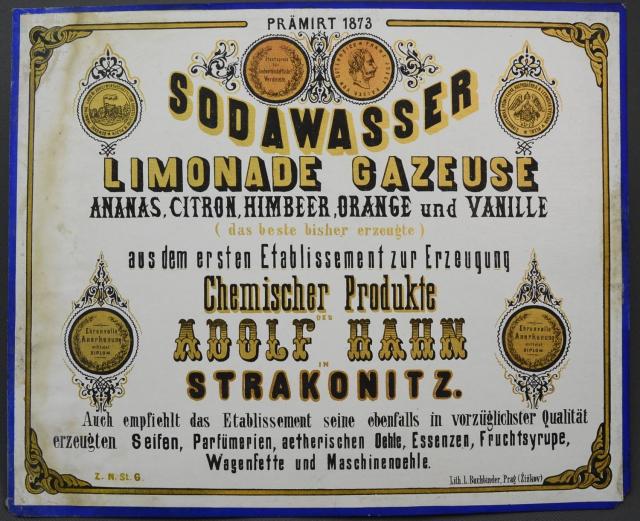 PRÄMIRT 1873
SODAWASSER
LIMONADE GAZEUSE
ANANAS, CITRON, HIMBEER, ORANGE und VANILLE
( das beste bisher erzeugte )
aus dem ersten Etablissement zur Erzeugung
Chemischer Produkte
DES
ADOLF HAHN
IN
STRAKONITZ.
Ehrenvolle
Anerkennung
mittelst
DIPLOM
Ehrenvolle
Anerkennung
mittelst
DIPLOM
Auch empfiehlt das Etablissement seine ebenfalls in vorzüglichster Qualität
erzeugten Seifen, Parfümerien, aetherischen Oehle, Essenzen, Fruchtsyrupe,
Wagenfette und Maschinenoehle.
Z. N. St. G.
Lith. L. Buchbinder, Prag (Žižkov)